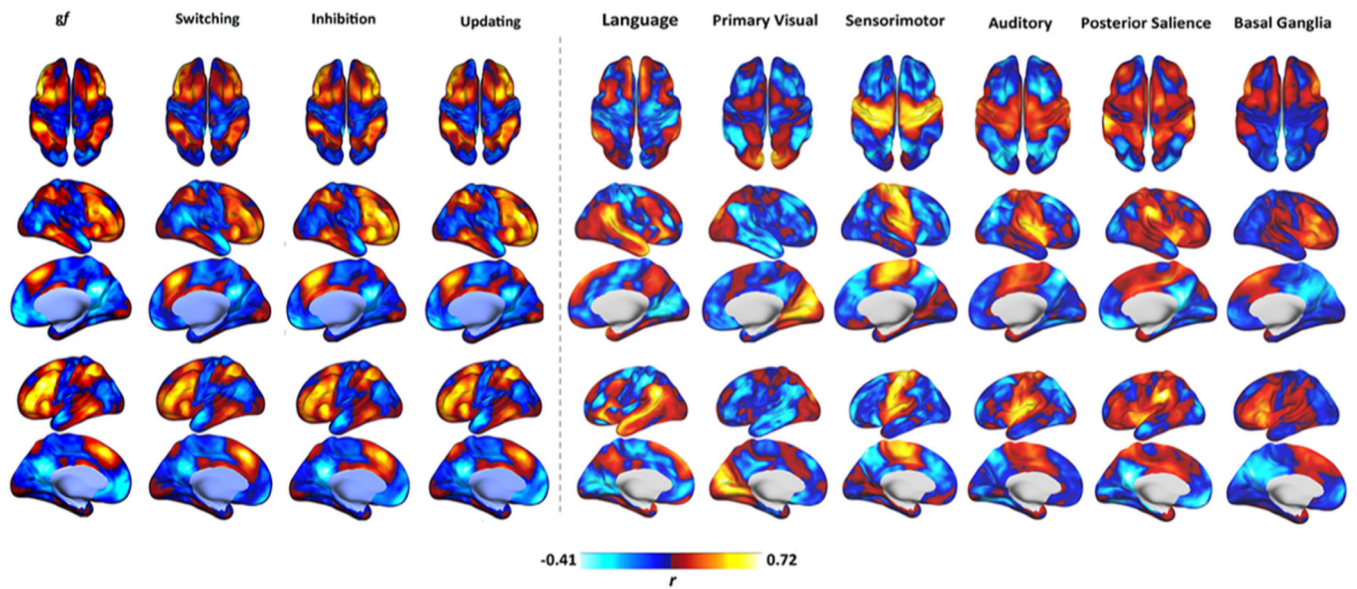 gf Switching Inhibition Updating Language Primary Visual Sensorimotor Auditory Posterior Salience Basal Ganglia
-0.41 0.72
r